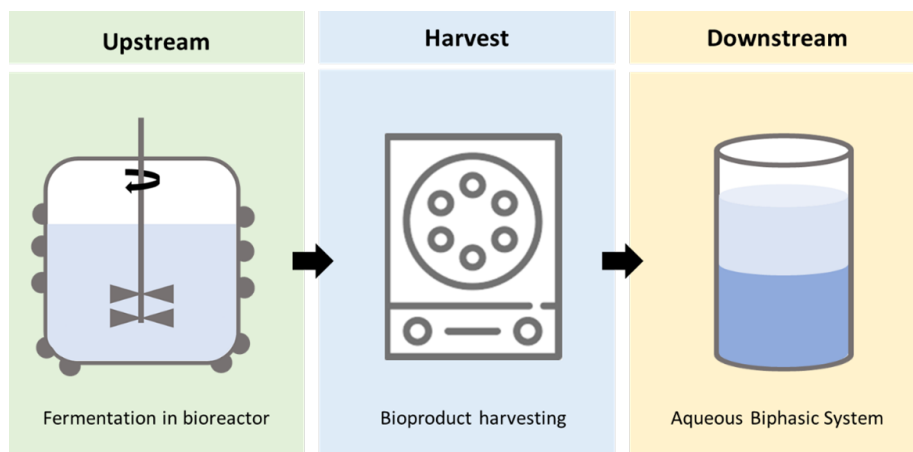 Upstream
Harvest
Downstream
Fermentation in bioreactor
Bioproduct harvesting
Aqueous Biphasic System